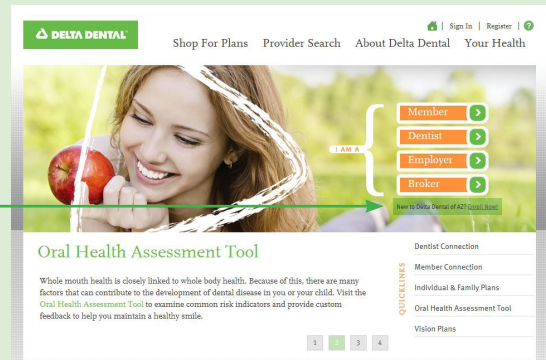 Sign In | Register | ?
DELTA DENTAL®
Shop For Plans Provider Search About Delta Dental Your Health
I AM A
Member
Dentist
Employer
Broker
New to Delta Dental of AZ? Enroll Now!
Oral Health Assessment Tool
Whole mouth health is closely linked to whole body health. Because of this, there are many
factors that can contribute to the development of dental disease in you or your child. Visit the
Oral Health Assessment Tool to examine common risk indicators and provide custom
feedback to help you maintain a healthy smile.
1 2 3 4
QUICKLINKS
Dentist Connection
Member Connection
Individual & Family Plans
Oral Health Assessment Tool
Vision Plans